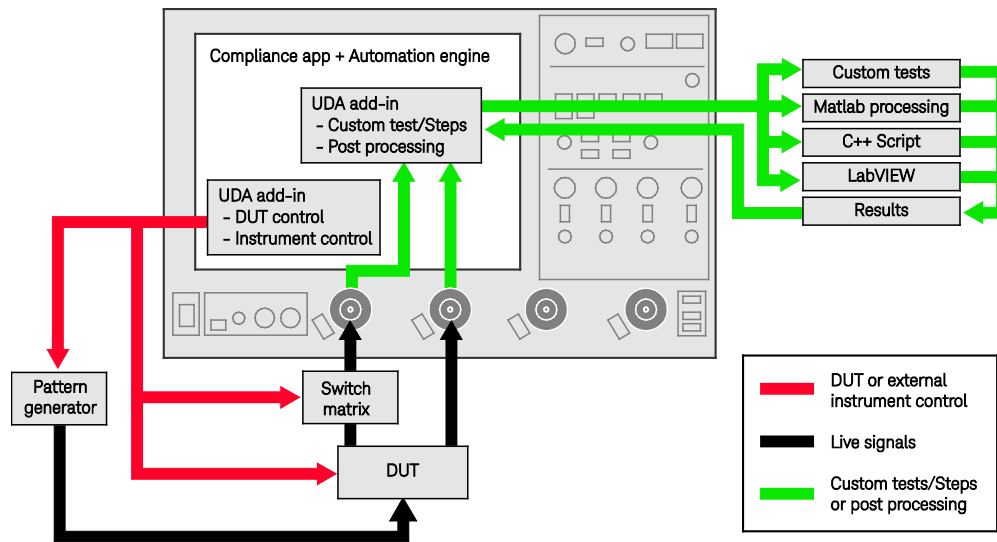 Compliance app + Automation engine
UDA add-in
- Custom test/Steps
- Post processing
UDA add-in
- DUT control
- Instrument control
Custom tests
Matlab processing
C++ Script
LabVIEW
Results
Pattern
generator
Switch
matrix
DUT
DUT or external
instrument control
Live signals
Custom tests/Steps
or post processing